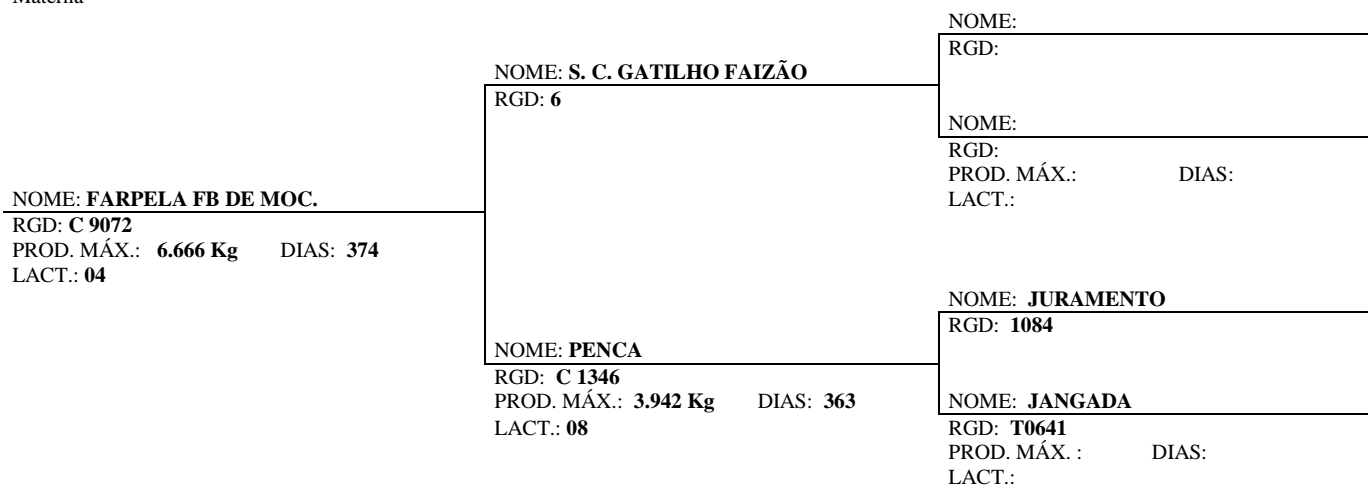 Materna
NOME:
RGD:
NOME: S. C. GATILHO FAIZÃO
RGD: 6
NOME:
RGD:
PROD. MÁX.: DIAS:
LACT.:
NOME: FARPELA FB DE MOC.
RGD: C 9072
PROD. MÁX.: 6.666 Kg DIAS: 374
LACT.: 04
NOME: JURAMENTO
RGD: 1084
NOME: PENCA
RGD: C 1346
PROD. MÁX.: 3.942 Kg DIAS: 363
LACT.: 08
NOME: JANGADA
RGD: T0641
PROD. MÁX. : DIAS:
LACT.: